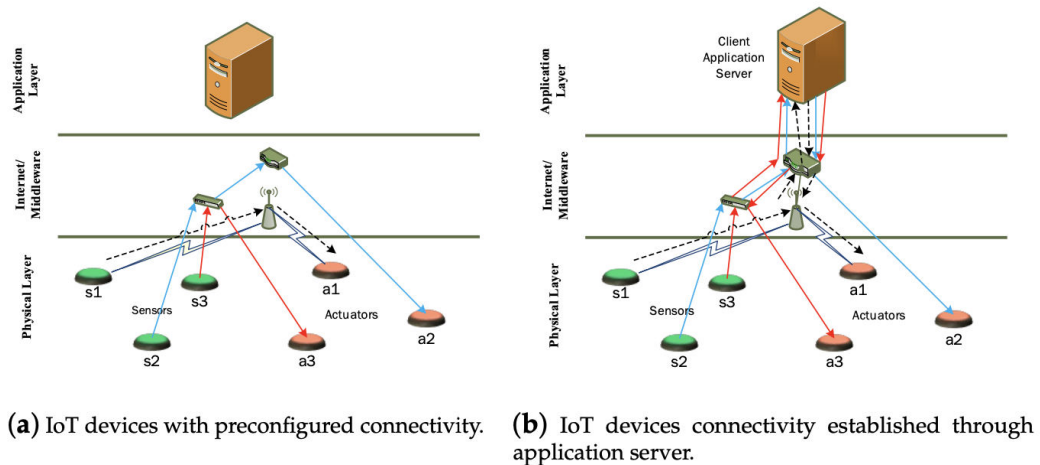 Application
Layer
Internet/
Middleware
Physical Layer
s1
s3
Sensors
s2
a1
Actuators
a2
a3
(a) IoT devices with preconfigured connectivity.
Application
Layer
Client
Application
Server
Internet/
Middleware
Physical Layer
s1
s3
Sensors
s2
a1
Actuators
a2
a3
(b) IoT devices connectivity established through
application server.